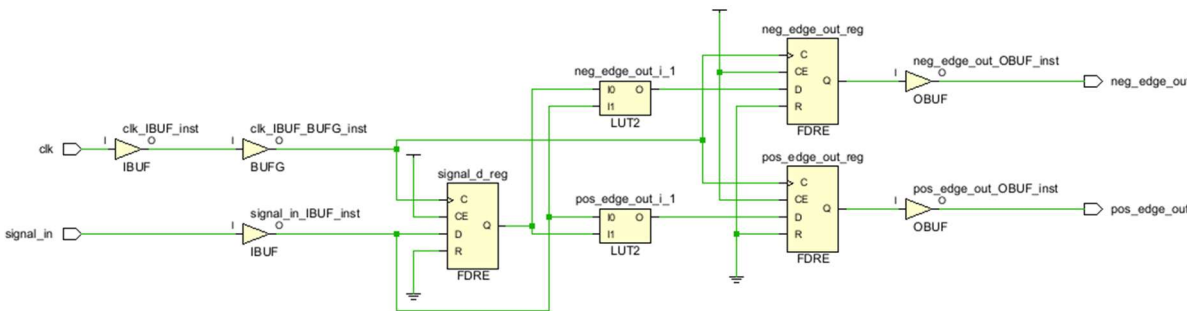 neg_edge_out_reg
C
CE
D
R
Q
FDRE
neg_edge_out_OBUF_inst
I
O
OBUF
neg_edge_out
neg_edge_out_i_1
I0
I1
O
LUT2
clk
clk_IBUF_inst
I
O
IBUF
clk_IBUF_BUFG_inst
I
O
BUFG
signal_d_reg
C
CE
D
R
Q
FDRE
pos_edge_out_reg
C
CE
D
R
Q
FDRE
pos_edge_out_OBUF_inst
I
O
OBUF
pos_edge_out
pos_edge_out_i_1
I0
I1
O
LUT2
signal_in
signal_in_IBUF_inst
I
O
IBUF